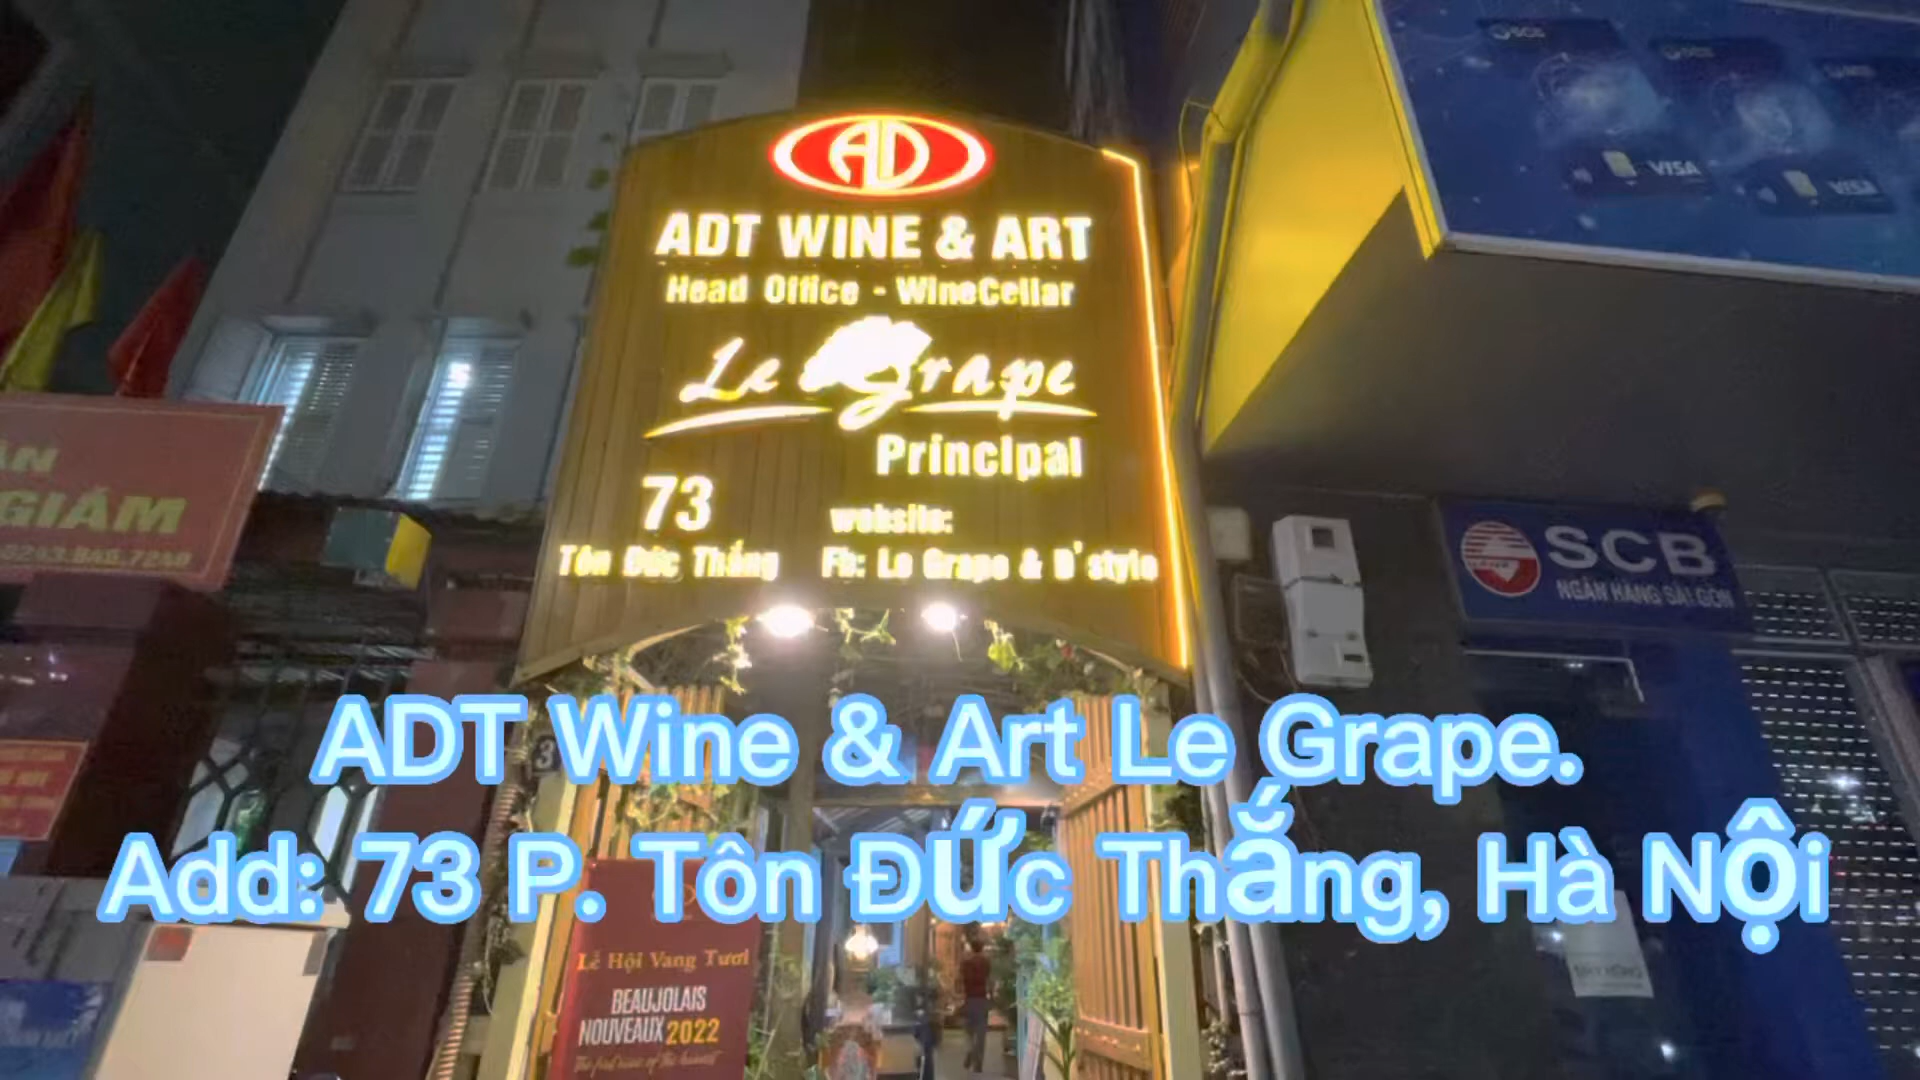 AD
ADT WINE & ART
Head Office - WineCellar
Le Grape
Principal
73
Tôn Đức Thắng
website:
Fb: Le Grape & D'style
VISA
VISA
GIÁM
SCB
NGÂN HÀNG SÀI GÒN
ADT Wine & Art Le Grape.
Add: 73 P. Tôn Đức Thắng, Hà Nội
Lễ Hội Vang Tươi
BEAUJOLAIS
NOUVEAUX 2022